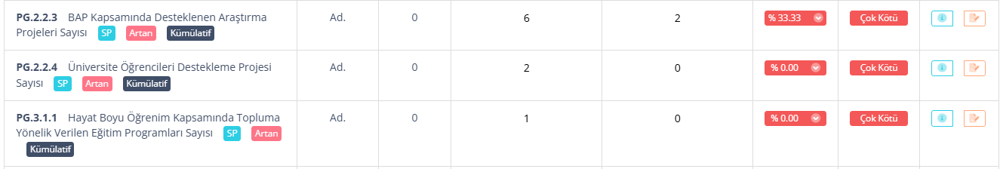 PG.2.2.3 BAP Kapsamında Desteklenen Araştırma Ad. 0 6 2 % 33.33 Çok Kötü
Projeleri Sayısı SP Artan Kümülatif
PG.2.2.4 Üniversite Öğrencileri Destekleme Projesi Ad. 0 2 0 % 0.00 Çok Kötü
Sayısı SP Artan Kümülatif
PG.3.1.1 Hayat Boyu Öğrenim Kapsamında Topluma Ad. 0 1 0 % 0.00 Çok Kötü
Yönelik Verilen Eğitim Programları Sayısı SP Artan
Kümülatif